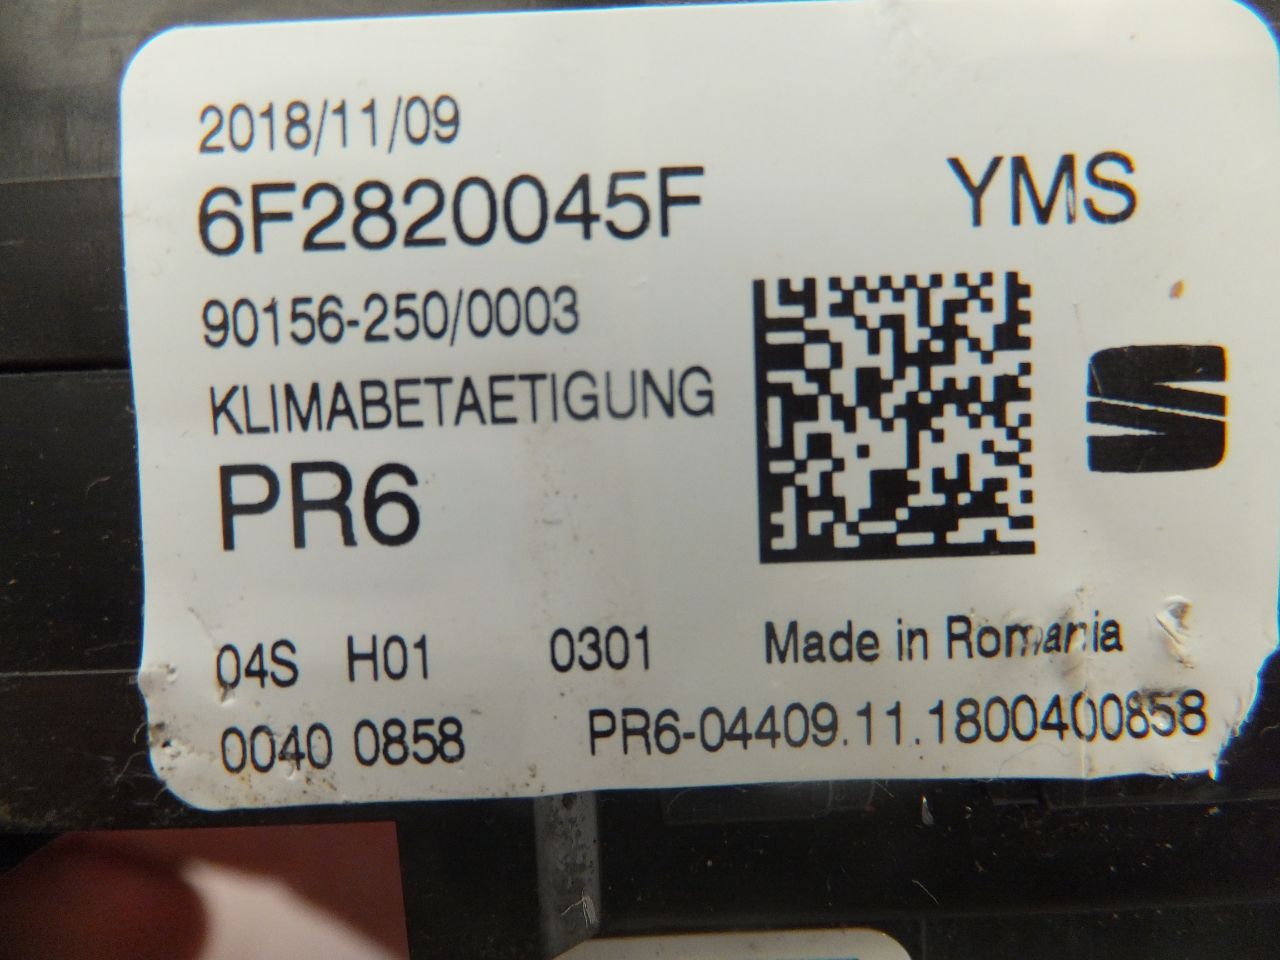 2018/11/09
6F2820045F
YMS
90156-250/0003
KLIMABETAETIGUNG
PR6
04S H01 0301 Made in Romania
0040 0858 PR6-04409.11.1800400858